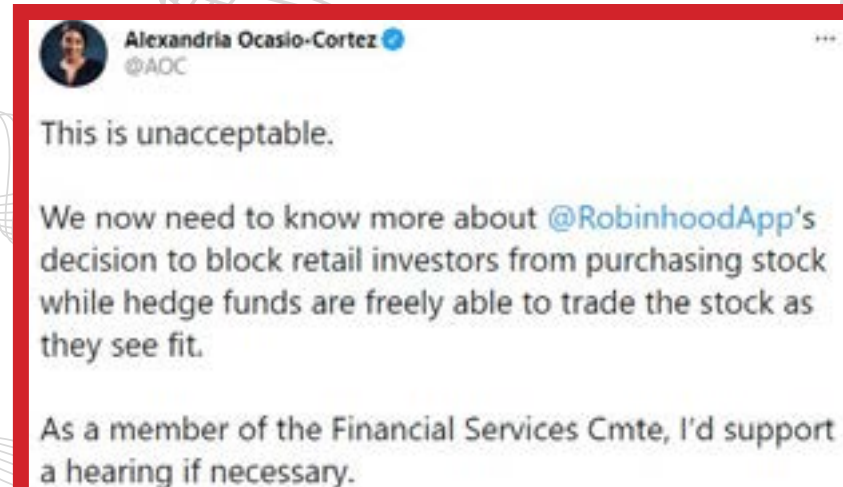 Alexandria Ocasio-Cortez
@AOC
This is unacceptable.
We now need to know more about @RobinhoodApp's
decision to block retail investors from purchasing stock
while hedge funds are freely able to trade the stock as
they see fit.
As a member of the Financial Services Cmte, I'd support
a hearing if necessary.